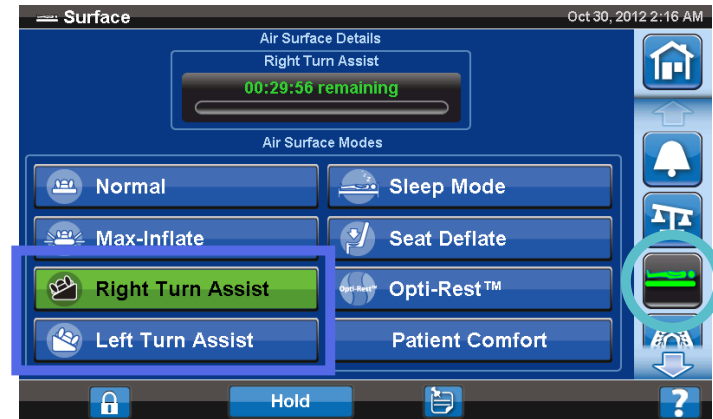 Surface
Oct 30, 2012 2:16 AM
Air Surface Details
Right Turn Assist
00:29:56 remaining
Air Surface Modes
Normal
Sleep Mode
Max-Inflate
Seat Deflate
Right Turn Assist
Opti-Rest™
Opti-Rest™
Left Turn Assist
Patient Comfort
Hold
?